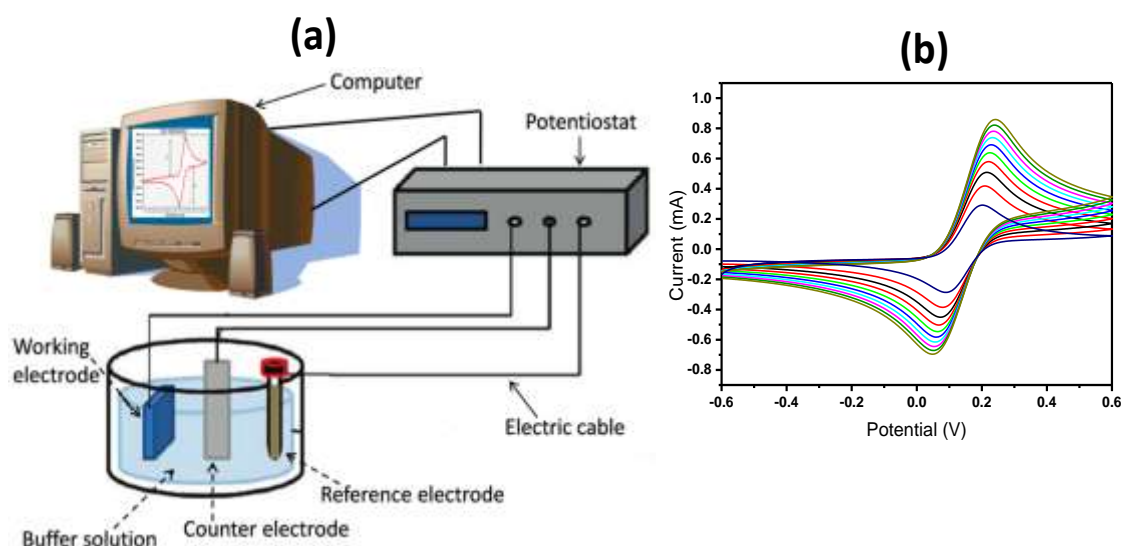 (a)
Computer
Potentiostat
Working
electrode
Electric cable
Reference electrode
Counter electrode
Buffer solution
(b)
1.0
0.8
0.6
0.4
0.2
0.0
-0.2
-0.4
-0.6
-0.8
Current (mA)
-0.6 -0.4 -0.2 0.0 0.2 0.4 0.6
Potential (V)